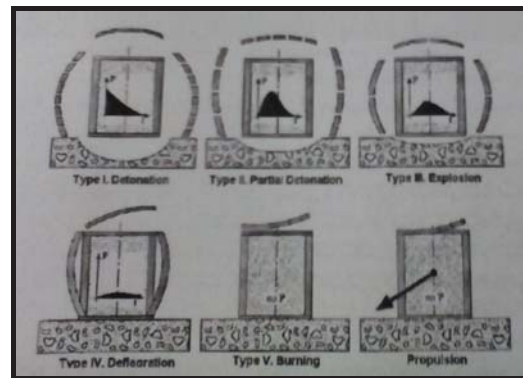 P
P
P
Type I. Detonation
Type II. Partial Detonation
Type III. Explosion
P
Type IV. Deflagration
Type V. Burning
Propulsion